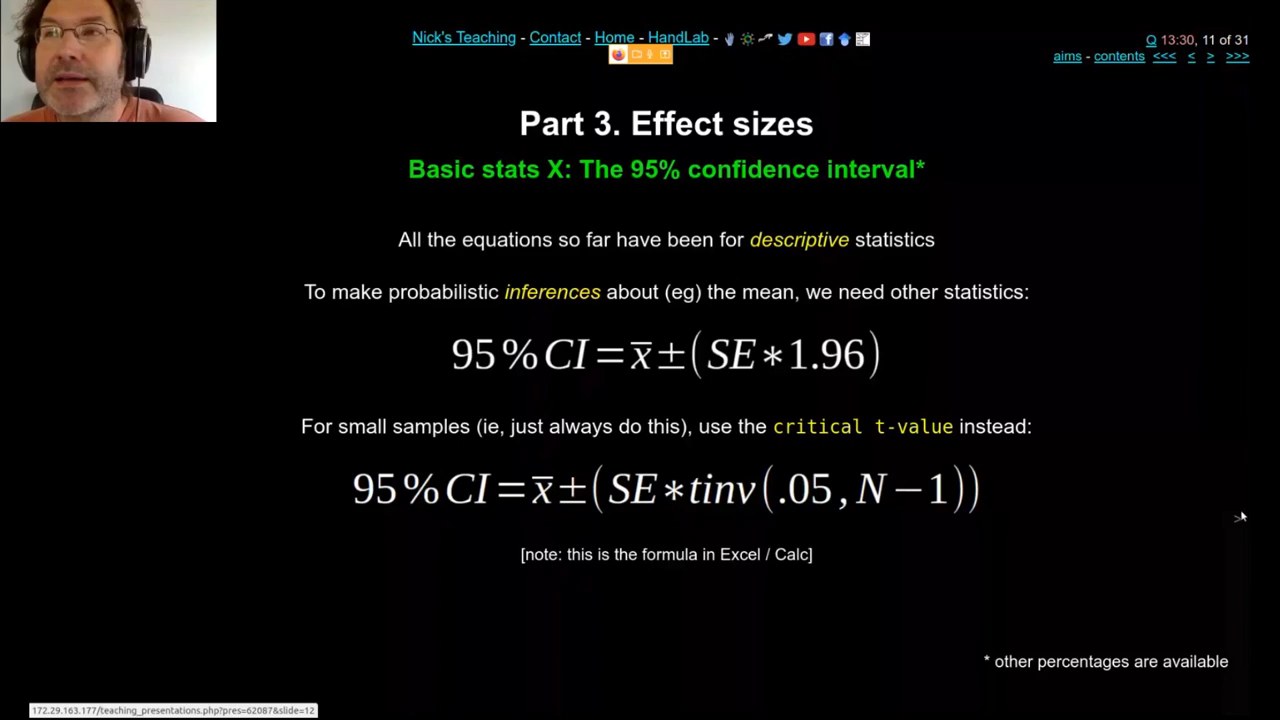 Nick's Teaching - Contact - Home - HandLab -
Q 13:30, 11 of 31
aims - contents <<< < > >>>
Part 3. Effect sizes
Basic stats X: The 95% confidence interval*
All the equations so far have been for descriptive statistics
To make probabilistic inferences about (eg) the mean, we need other statistics:
95%CI=x̅±(SE∗1.96)
For small samples (ie, just always do this), use the critical t-value instead:
95%CI=x̅±(SE∗tinv(.05,N−1))
>
[note: this is the formula in Excel / Calc]
* other percentages are available
172.29.163.177/teaching_presentations.php?pres=62087&slide=12